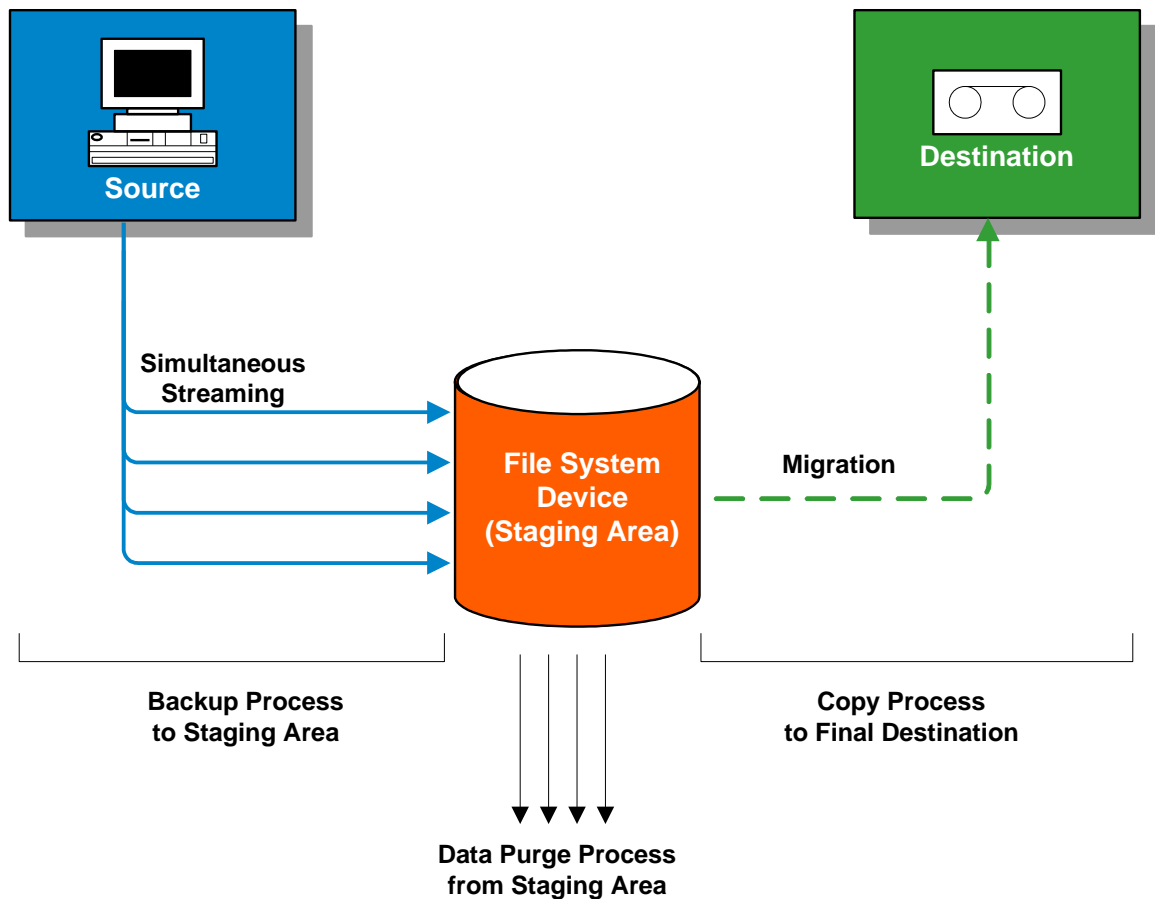 Source
Destination
Simultaneous
Streaming
File System
Device
(Staging Area)
Migration
Backup Process
to Staging Area
Copy Process
to Final Destination
Data Purge Process
from Staging Area